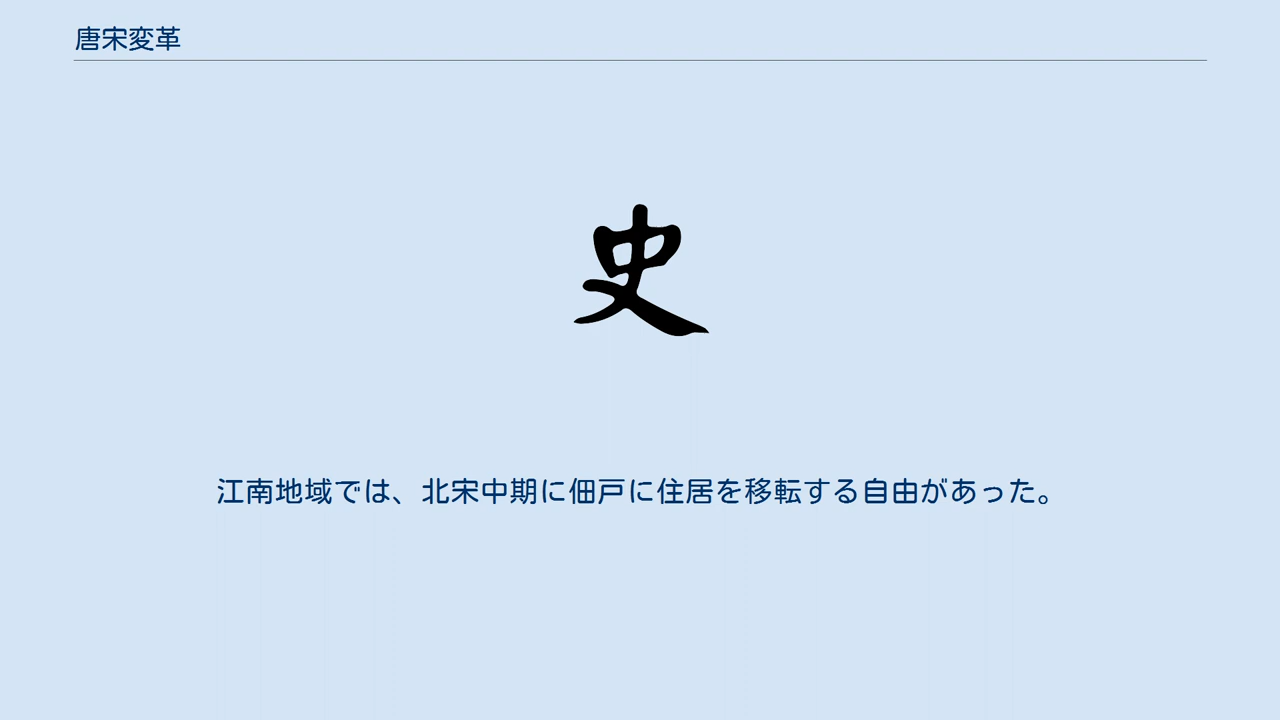 唐宋変革
史
江南地域では、北宋中期に佃戸に住居を移転する自由があった。